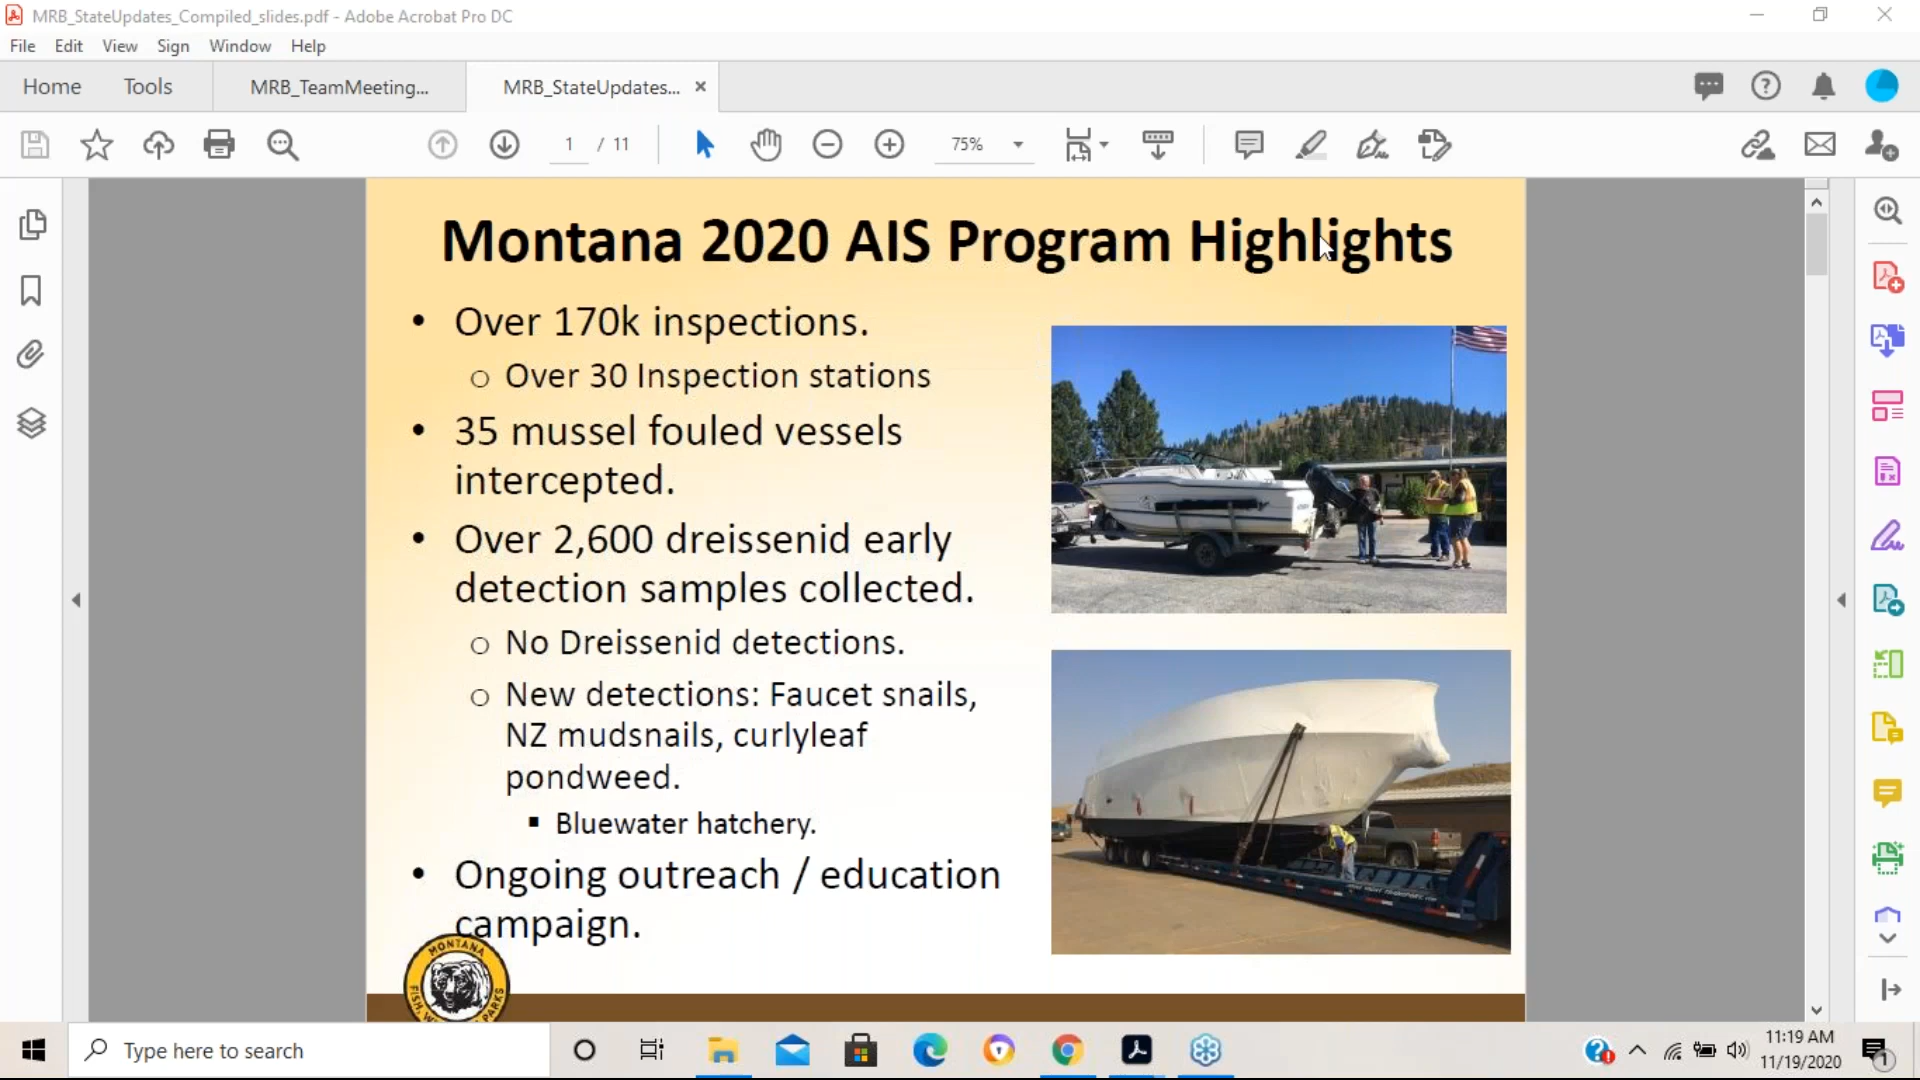 MRB_StateUpdates_Compiled_slides.pdf - Adobe Acrobat Pro DC
File Edit View Sign Window Help
Home Tools MRB_TeamMeeting... MRB_StateUpdates... ×
1 / 11 75%
Montana 2020 AIS Program Highlights
• Over 170k inspections.
o Over 30 Inspection stations
• 35 mussel fouled vessels
intercepted.
• Over 2,600 dreissenid early
detection samples collected.
o No Dreissenid detections.
o New detections: Faucet snails,
NZ mudsnails, curlyleaf
pondweed.
▪ Bluewater hatchery.
• Ongoing outreach / education
campaign.
MONTANA
Type here to search
11:19 AM
11/19/2020
1